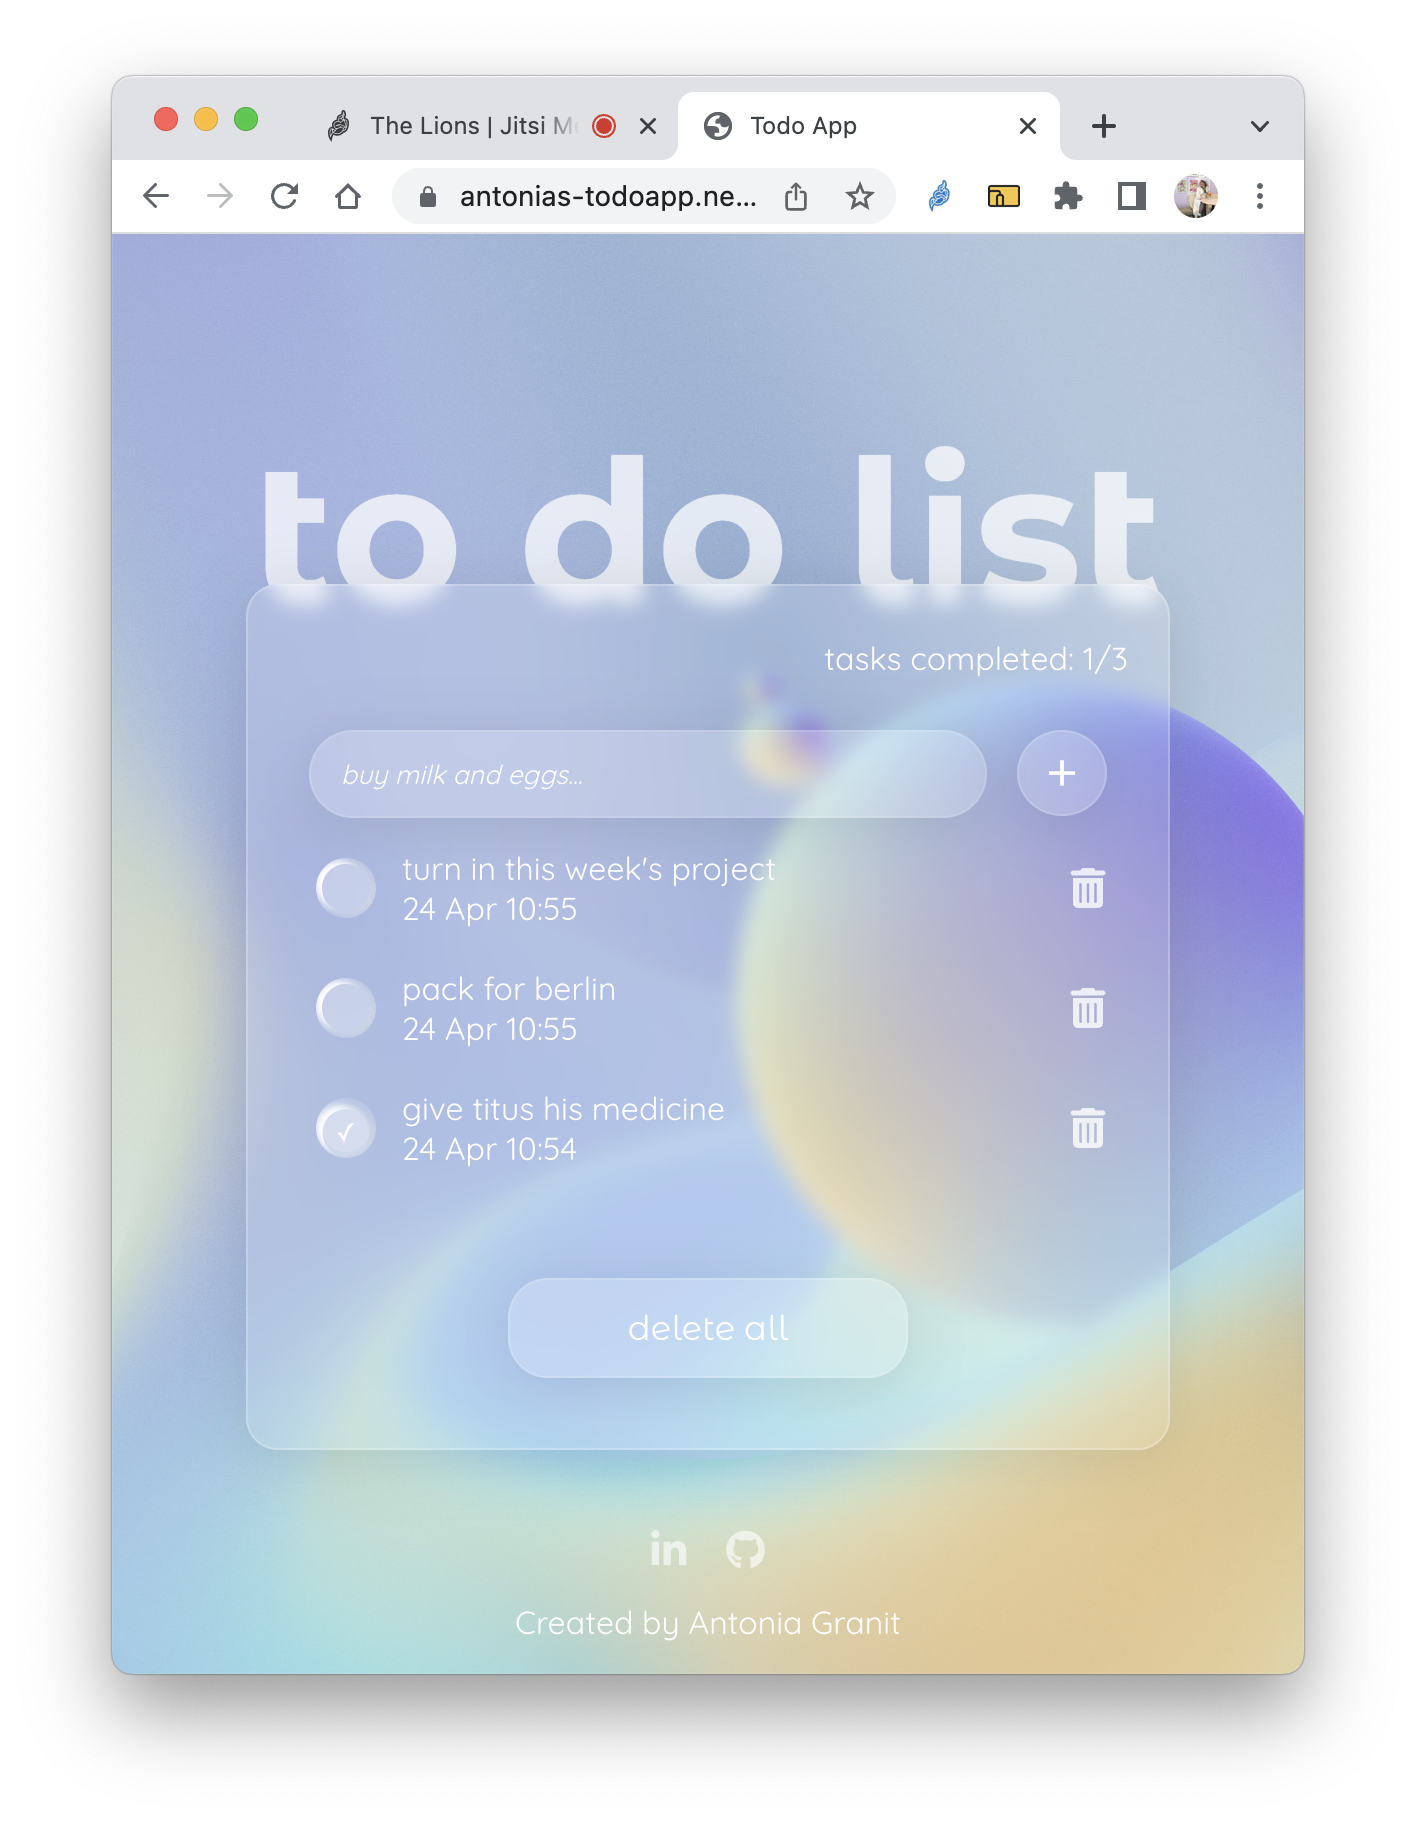 The Lions | Jitsi M
Todo App
antonias-todoapp.ne...
to do list
tasks completed: 1/3
buy milk and eggs...
turn in this week's project
24 Apr 10:55
pack for berlin
24 Apr 10:55
give titus his medicine
24 Apr 10:54
delete all
in
Created by Antonia Granit